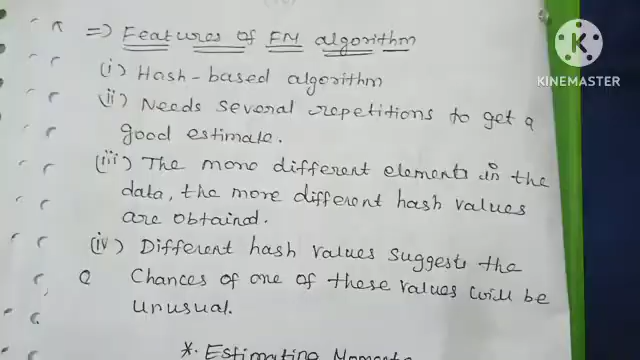 => Features of FM algorithm
(i) Hash-based algorithm
(ii) Needs several repetitions to get a
good estimate.
(iii) The more different elements in the
data, the more different hash values
are obtained.
(iv) Different hash values suggests the
Chances of one of these values will be
unusual.
*. Estimating Moments
KINEMASTER